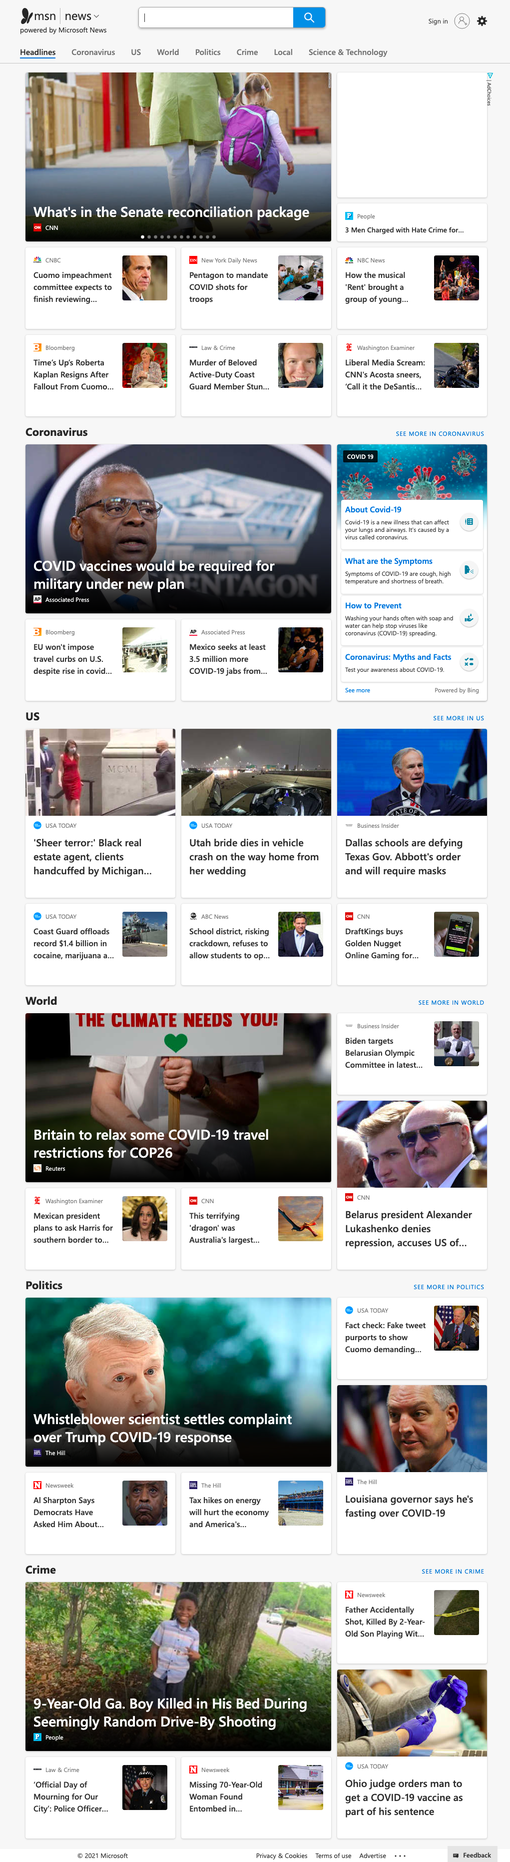 msn news
powered by Microsoft News
Sign in
Headlines Coronavirus US World Politics Crime Local Science & Technology
AdChoices
What's in the Senate reconciliation package
CNN
People
3 Men Charged with Hate Crime for...
CNBC
Cuomo impeachment
committee expects to
finish reviewing...
New York Daily News
Pentagon to mandate
COVID shots for
troops
NBC News
How the musical
'Rent' brought a
group of young...
Bloomberg
Time's Up's Roberta
Kaplan Resigns After
Fallout From Cuomo...
Law & Crime
Murder of Beloved
Active-Duty Coast
Guard Member Stun...
Washington Examiner
Liberal Media Scream:
CNN's Acosta sneers,
'Call it the DeSantis...
Coronavirus
SEE MORE IN CORONAVIRUS
COVID vaccines would be required for
military under new plan
Associated Press
COVID 19
About Covid-19
Covid-19 is a new illness that can affect
your lungs and airways. It's caused by a
virus called coronavirus.
What are the Symptoms
Symptoms of COVID-19 are cough, high
temperature and shortness of breath.
How to Prevent
Washing your hands often with soap and
water can help stop viruses like
coronavirus (COVID-19) spreading.
Coronavirus: Myths and Facts
Test your awareness about COVID-19.
See more
Powered by Bing
Bloomberg
EU won't impose
travel curbs on U.S.
despite rise in covid...
Associated Press
Mexico seeks at least
3.5 million more
COVID-19 jabs from...
US
SEE MORE IN US
USA TODAY
'Sheer terror:' Black real
estate agent, clients
handcuffed by Michigan...
USA TODAY
Utah bride dies in vehicle
crash on the way home from
her wedding
Business Insider
Dallas schools are defying
Texas Gov. Abbott's order
and will require masks
USA TODAY
Coast Guard offloads
record $1.4 billion in
cocaine, marijuana a...
ABC News
School district, risking
crackdown, refuses to
allow students to op...
CNN
DraftKings buys
Golden Nugget
Online Gaming for...
World
SEE MORE IN WORLD
THE CLIMATE NEEDS YOU!
Britain to relax some COVID-19 travel
restrictions for COP26
Reuters
Business Insider
Biden targets
Belarusian Olympic
Committee in latest...
CNN
Belarus president Alexander
Lukashenko denies
repression, accuses US of...
Washington Examiner
Mexican president
plans to ask Harris for
southern border to...
CNN
This terrifying
'dragon' was
Australia's largest...
Politics
SEE MORE IN POLITICS
Whistleblower scientist settles complaint
over Trump COVID-19 response
The Hill
USA TODAY
Fact check: Fake tweet
purports to show
Cuomo demanding...
The Hill
Louisiana governor says he's
fasting over COVID-19
Newsweek
Al Sharpton Says
Democrats Have
Asked Him About...
The Hill
Tax hikes on energy
will hurt the economy
and America's...
Crime
SEE MORE IN CRIME
9-Year-Old Ga. Boy Killed in His Bed During
Seemingly Random Drive-By Shooting
People
Newsweek
Father Accidentally
Shot, Killed By 2-Year-
Old Son Playing Wit...
USA TODAY
Ohio judge orders man to
get a COVID-19 vaccine as
part of his sentence
Law & Crime
'Official Day of
Mourning for Our
City': Police Officer...
Newsweek
Missing 70-Year-Old
Woman Found
Entombed in...
© 2021 Microsoft
Privacy & Cookies Terms of use Advertise ...
Feedback